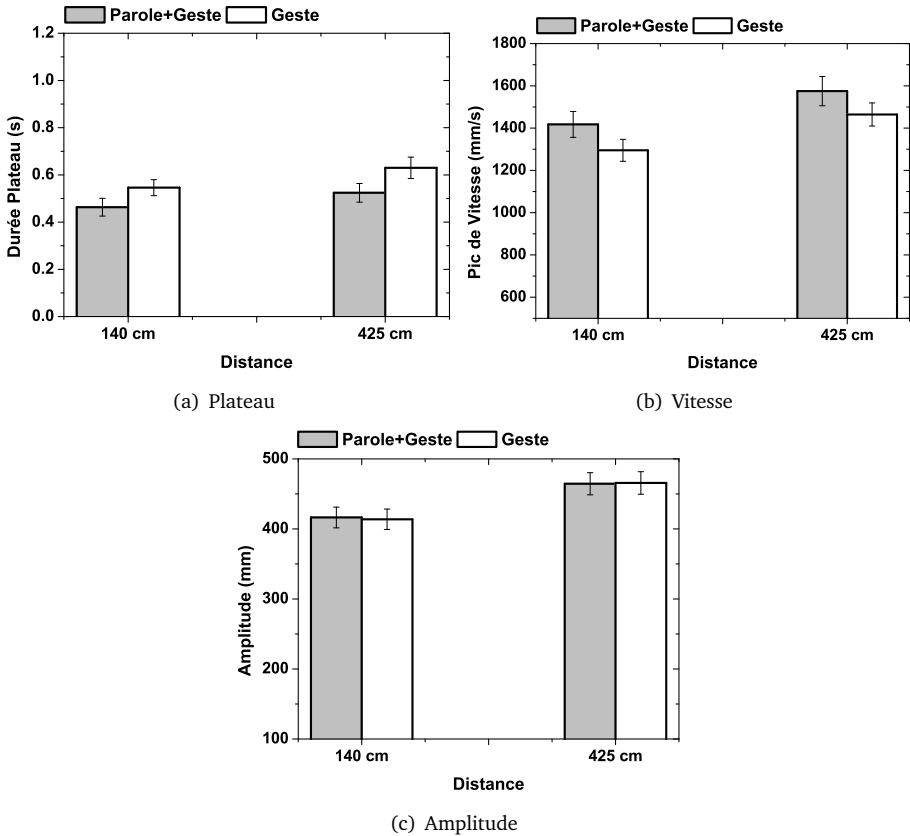 Parole+Geste Geste
1.2
1.0
0.8
0.6
0.4
0.2
0.0
Durée Plateau (s)
140 cm 425 cm
Distance
(a) Plateau
Parole+Geste Geste
1800
1600
1400
1200
1000
800
600
Pic de Vitesse (mm/s)
140 cm 425 cm
Distance
(b) Vitesse
Parole+Geste Geste
500
400
300
200
100
Amplitude (mm)
140 cm 425 cm
Distance
(c) Amplitude